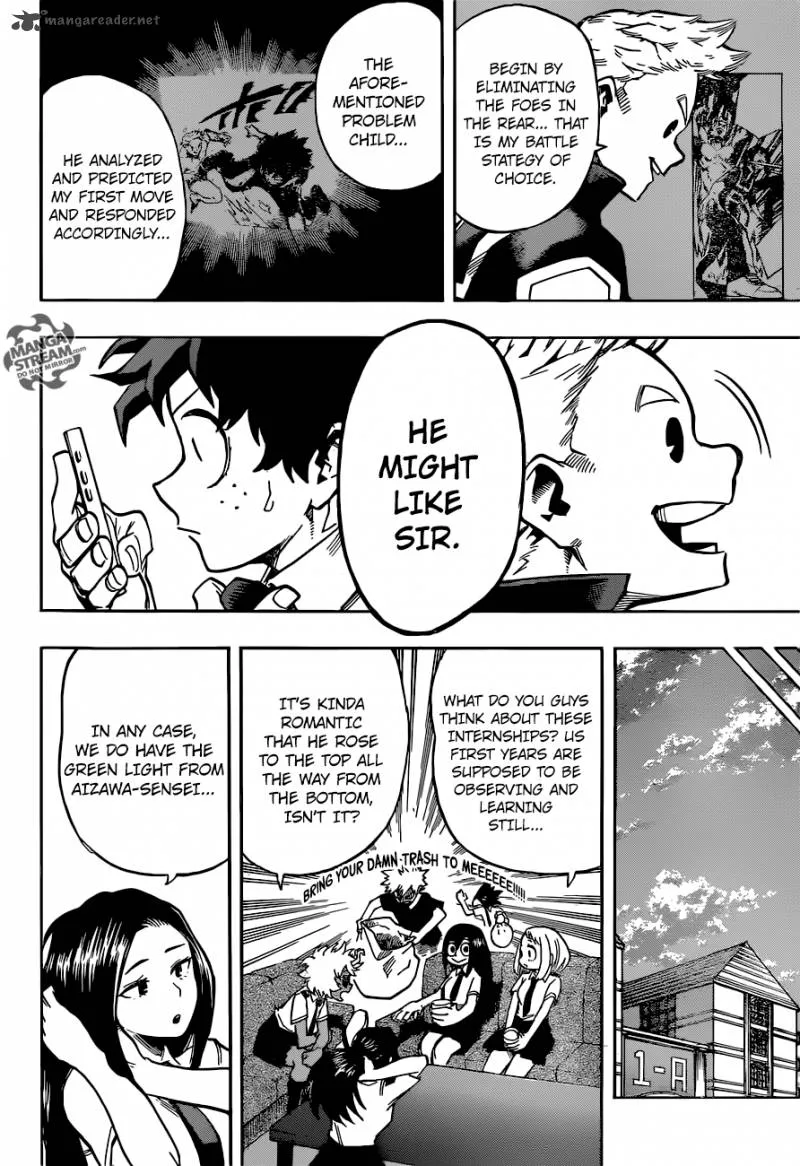 mangareader.net
BEGIN BY
ELIMINATING
THE FOES IN
THE REAR... THAT
IS MY BATTLE
STATEGY OF
CHOICE.
THE
AFORE-
MENTIONED
PROBLEM
CHILD...
HE ANALYZED
AND PREDICTED
MY FIRST MOVE
AND RESPONDED
ACCORDINGLY...
MANGA
STREAM.com
DO NOT MIRROR!
HE
MIGHT
LIKE
SIR.
WHAT DO YOU GUYS
THINK ABOUT THESE
INTERNSHIPS? US
FIRST YEARS ARE
SUPPOSED TO BE
OBSERVING AND
LEARNING
STILL...
IT'S KINDA
ROMANTIC
THAT HE ROSE
TO THE TOP ALL
THE WAY FROM
THE BOTTOM,
ISN'T IT?
BRING YOUR DAMN TRASH TO MEEEEEE!!!!!
IN ANY CASE,
WE DO HAVE THE
GREEN LIGHT FROM
AIZAWA-SENSEI...
1-A